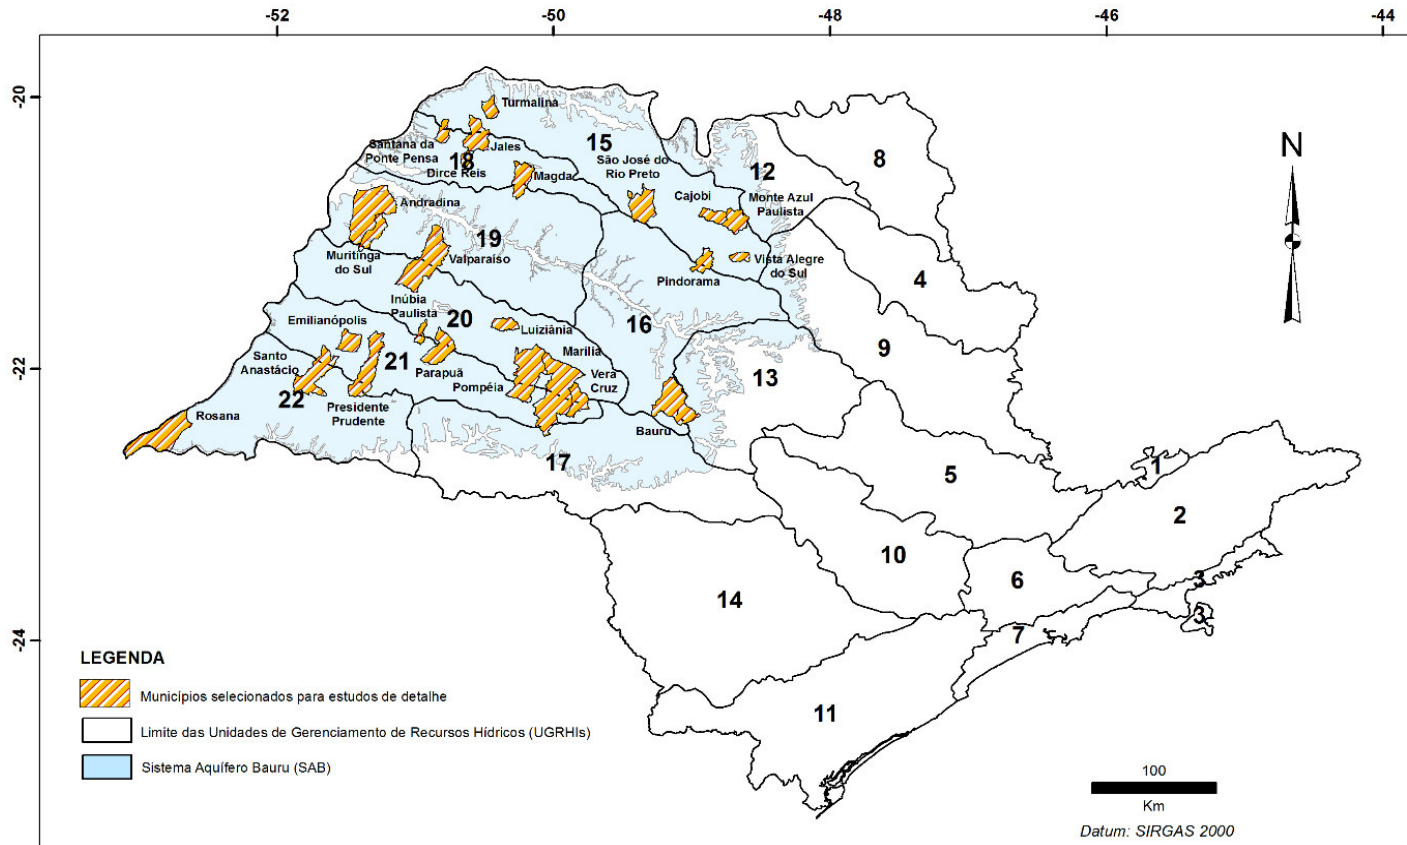 -52
-50
-48
-46
-44
-20
-22
-24
Turmalina
15
Santana da
Ponte Pensa
18
Jales
Dirce Reis
Magda
São José do
Rio Preto
12
8
Cajobi
Monte Azul
Paulista
N
Andradina
19
Muritinga
do Sul
Valparaíso
Vista Alegre
do Sul
Pindorama
4
Inúbia
Paulista
20
Emilianópolis
Luiziânia
16
9
Santo
Anastácio
21
Parapuã
Marília
Pompéia
Vera
Cruz
13
22
Presidente
Prudente
Rosana
Bauru
17
5
1
2
10
6
3
3
14
7
11
LEGENDA
Municípios selecionados para estudos de detalhe
Limite das Unidades de Gerenciamento de Recursos Hídricos (UGRHIs)
Sistema Aquífero Bauru (SAB)
100
Km
Datum: SIRGAS 2000